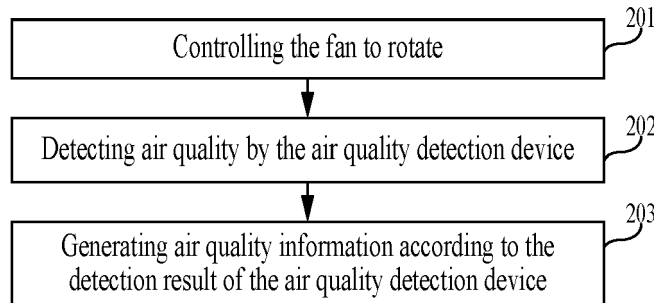 201
Controlling the fan to rotate
202
Detecting air quality by the air quality detection device
203
Generating air quality information according to the
detection result of the air quality detection device